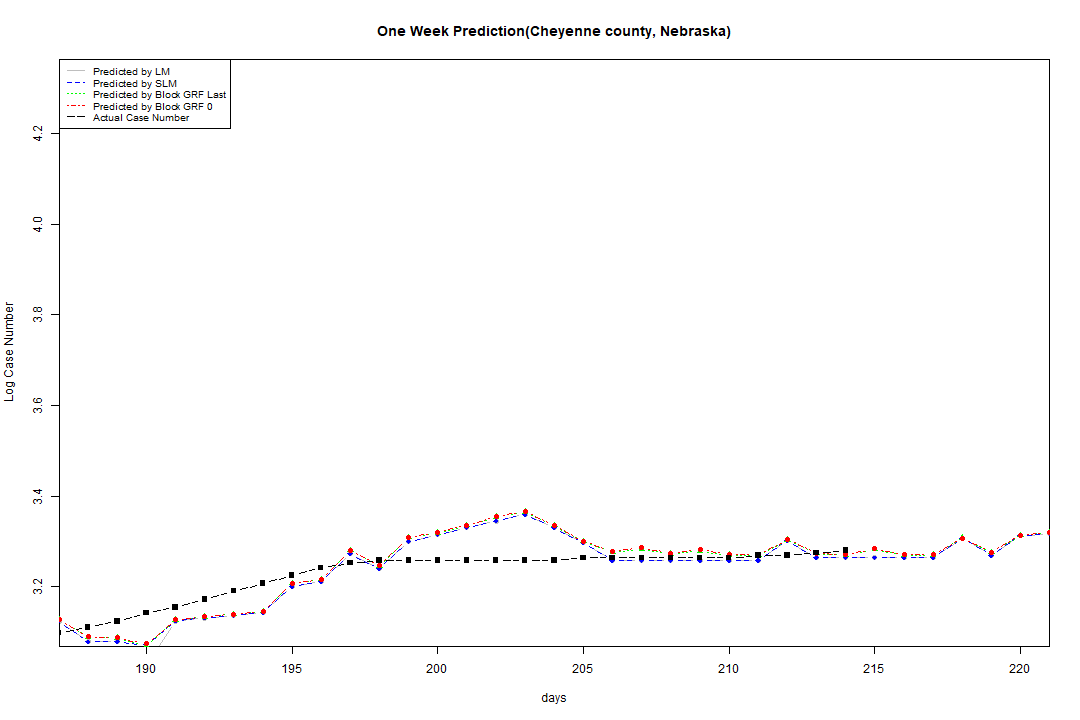 One Week Prediction(Cheyenne county, Nebraska)
Predicted by LM
Predicted by SLM
Predicted by Block GRF Last
Predicted by Block GRF 0
Actual Case Number
Log Case Number
4.2
4.0
3.8
3.6
3.4
3.2
190 195 200 205 210 215 220
days